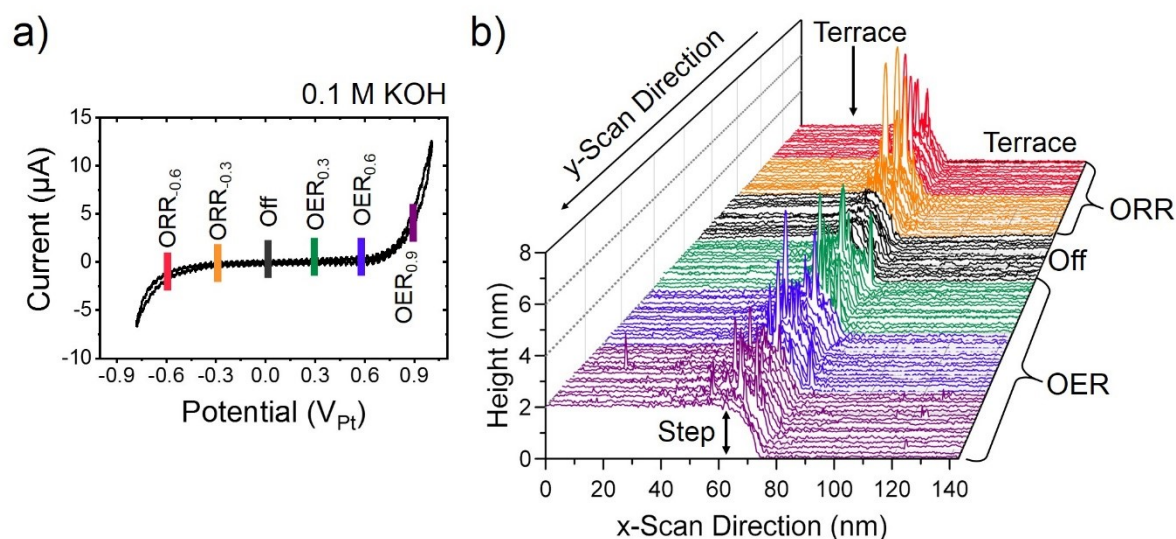 a)
0.1 M KOH
Current (µA)
15
10
5
0
-5
-10
ORR-0.6
ORR-0.3
Off
OER0.3
OER0.6
OER0.9
-0.9 -0.6 -0.3 0.0 0.3 0.6 0.9
Potential (VPt)
b)
y-Scan Direction
Terrace
Terrace
ORR
Off
OER
Height (nm)
8
6
4
2
0
Step
0 20 40 60 80 100 120 140
x-Scan Direction (nm)